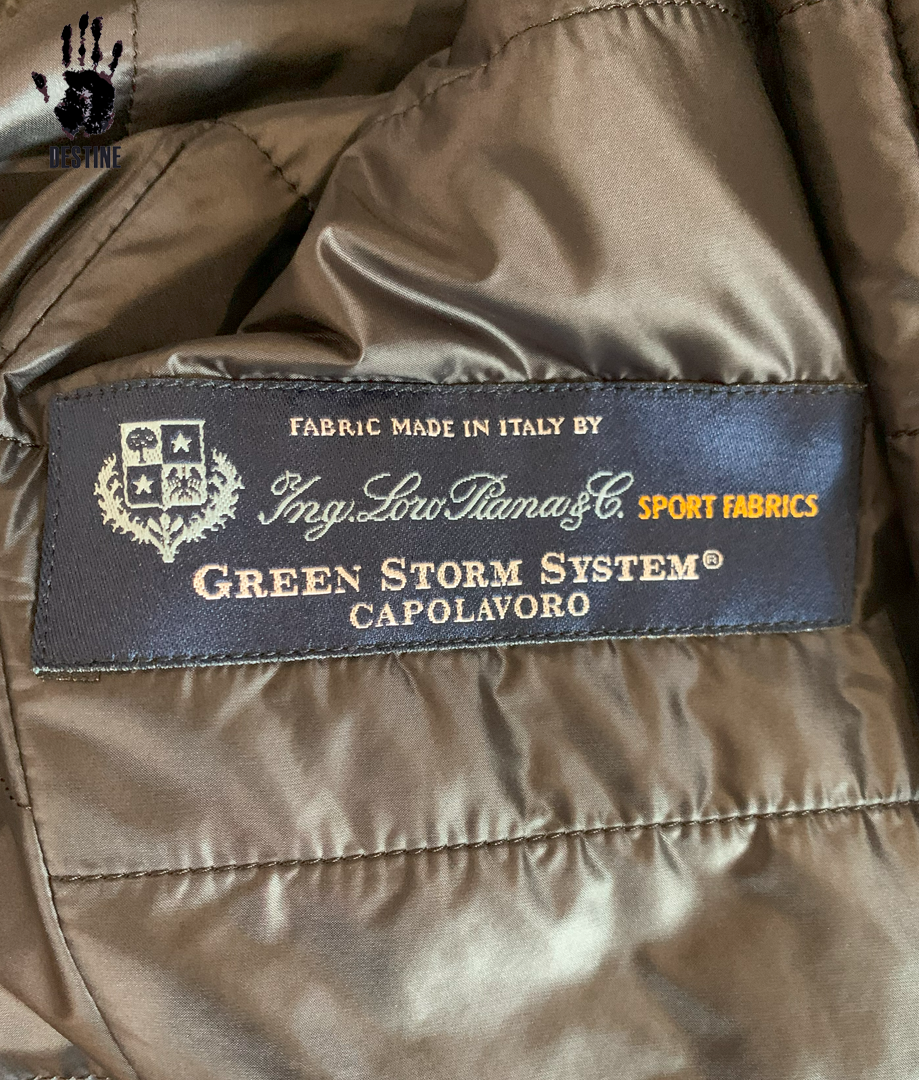 DESTINE
FABRIC MADE IN ITALY BY
Ing. Loro Piana & C. SPORT FABRICS
GREEN STORM SYSTEM®
CAPOLAVORO